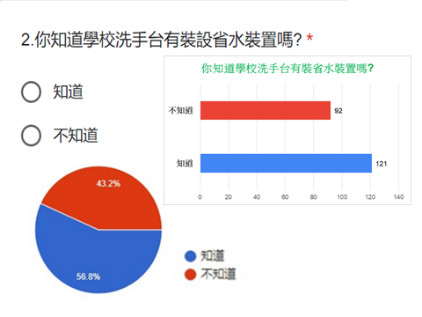 2.你知道學校洗手台有裝設省水裝置嗎? *
知道
不知道
你知道學校洗手台有裝省水裝置嗎?
不知道
92
知道
121
0 20 40 60 80 100 120 140
43.2%
56.8%
知道
不知道